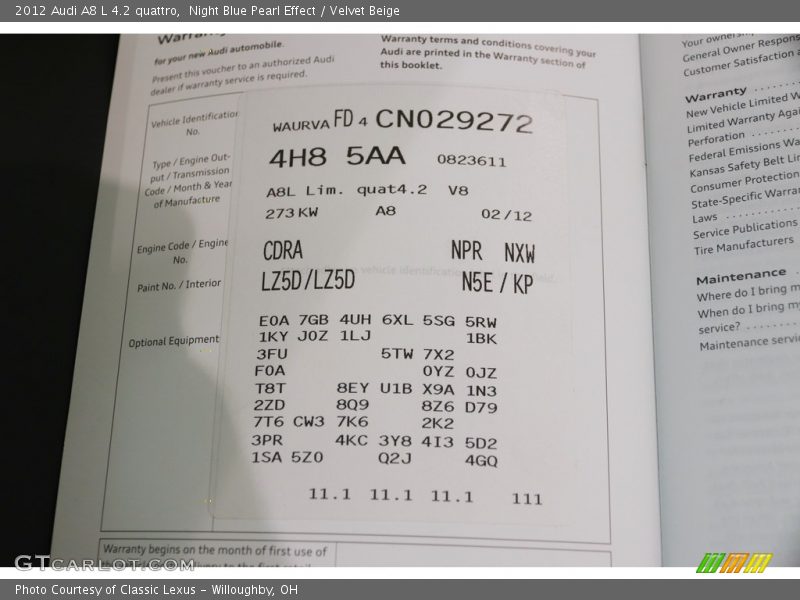 2012 Audi A8 L 4.2 quattro,  Night Blue Pearl Effect / Velvet Beige
for your new Audi automobile.
Present this voucher to an authorized Audi
dealer if warranty service is required.
Warranty terms and conditions covering your
Audi are printed in the Warranty section of
this booklet.
Vehicle Identification
No.
WAURVA FD 4 CN029272
Type / Engine Out-
put / Transmission
Code / Month & Year
of Manufacture
4H8 5AA 0823611
A8L Lim. quat4.2 V8
273 KW A8 02/12
Engine Code / Engine
No.
CDRA NPR NXW
Paint No. / Interior
LZ5D/LZ5D N5E / KP
Optional Equipment
E0A 7GB 4UH 6XL 5SG 5RW
1KY J0Z 1LJ 1BK
3FU 5TW 7X2
F0A 0YZ 0JZ
T8T 8EY U1B X9A 1N3
2ZD 8Q9 8Z6 D79
7T6 CW3 7K6 2K2
3PR 4KC 3Y8 4I3 5D2
1SA 5Z0 Q2J 4GQ
11.1 11.1 11.1 111
Warranty begins on the month of first use of
Your ownership
General Owner Respons
Customer Satisfaction a
Warranty
New Vehicle Limited W
Limited Warranty Agai
Perforation
Federal Emissions Wa
Kansas Safety Belt Li
Consumer Protection
State-Specific Warra
Laws
Service Publications
Tire Manufacturers
Maintenance
Where do I bring m
When do I bring my
service?
Maintenance servi
GTcarlot.com
Photo Courtesy of Classic Lexus - Willoughby, OH